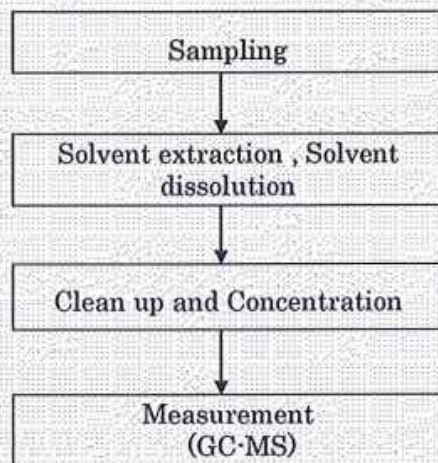 Sampling
Solvent extraction , Solvent
dissolution
Clean up and Concentration
Measurement
(GC-MS)